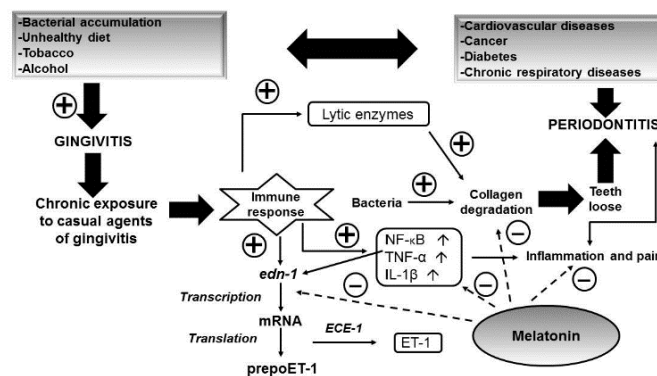 -Bacterial accumulation
-Unhealthy diet
-Tobacco
-Alcohol
-Cardiovascular diseases
-Cancer
-Diabetes
-Chronic respiratory diseases
+
+
Lytic enzymes
+
GINGIVITIS
PERIODONTITIS
Chronic exposure
to casual agents
of gingivitis
Immune
response
Bacteria
+
Collagen
degradation
Teeth
loose
+
+
NF-κB ↑
TNF-α ↑
IL-1β ↑
−
Inflammation and pain
edn-1
−
−
−
Transcription
mRNA
Translation
ECE-1
ET-1
Melatonin
prepoET-1